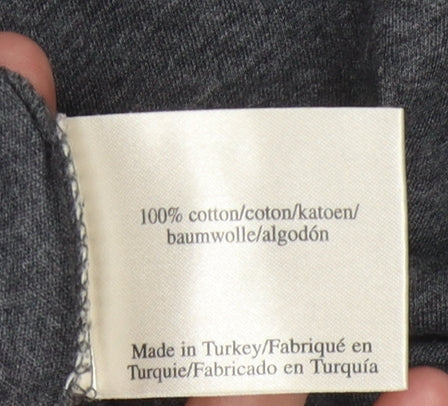 100% cotton/coton/katoen/
baumwolle/algodón
Made in Turkey/Fabriqué en
Turquie/Fabricado en Turquía